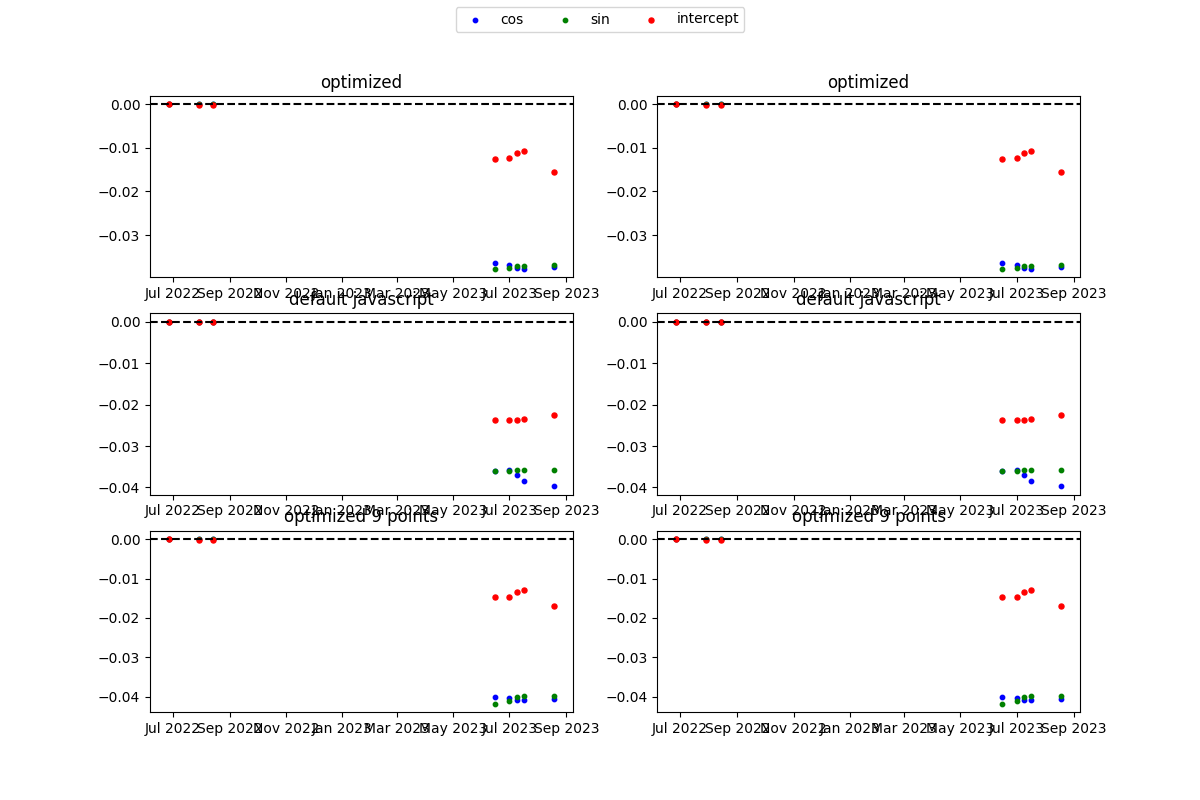 cos sin intercept
optimized optimized
0.00 0.00
−0.01 −0.01
−0.02 −0.02
−0.03 −0.03
Jul 2022 Sep 2022 Nov 2022 Jan 2023 Mar 2023 May 2023 Jul 2023 Sep 2023 Jul 2022 Sep 2022 Nov 2022 Jan 2023 Mar 2023 May 2023 Jul 2023 Sep 2023
default javascript default javascript
0.00 0.00
−0.01 −0.01
−0.02 −0.02
−0.03 −0.03
−0.04 −0.04
Jul 2022 Sep 2022 Nov 2022 Jan 2023 Mar 2023 May 2023 Jul 2023 Sep 2023 Jul 2022 Sep 2022 Nov 2022 Jan 2023 Mar 2023 May 2023 Jul 2023 Sep 2023
optimized 9 points optimized 9 points
0.00 0.00
−0.01 −0.01
−0.02 −0.02
−0.03 −0.03
−0.04 −0.04
Jul 2022 Sep 2022 Nov 2022 Jan 2023 Mar 2023 May 2023 Jul 2023 Sep 2023 Jul 2022 Sep 2022 Nov 2022 Jan 2023 Mar 2023 May 2023 Jul 2023 Sep 2023